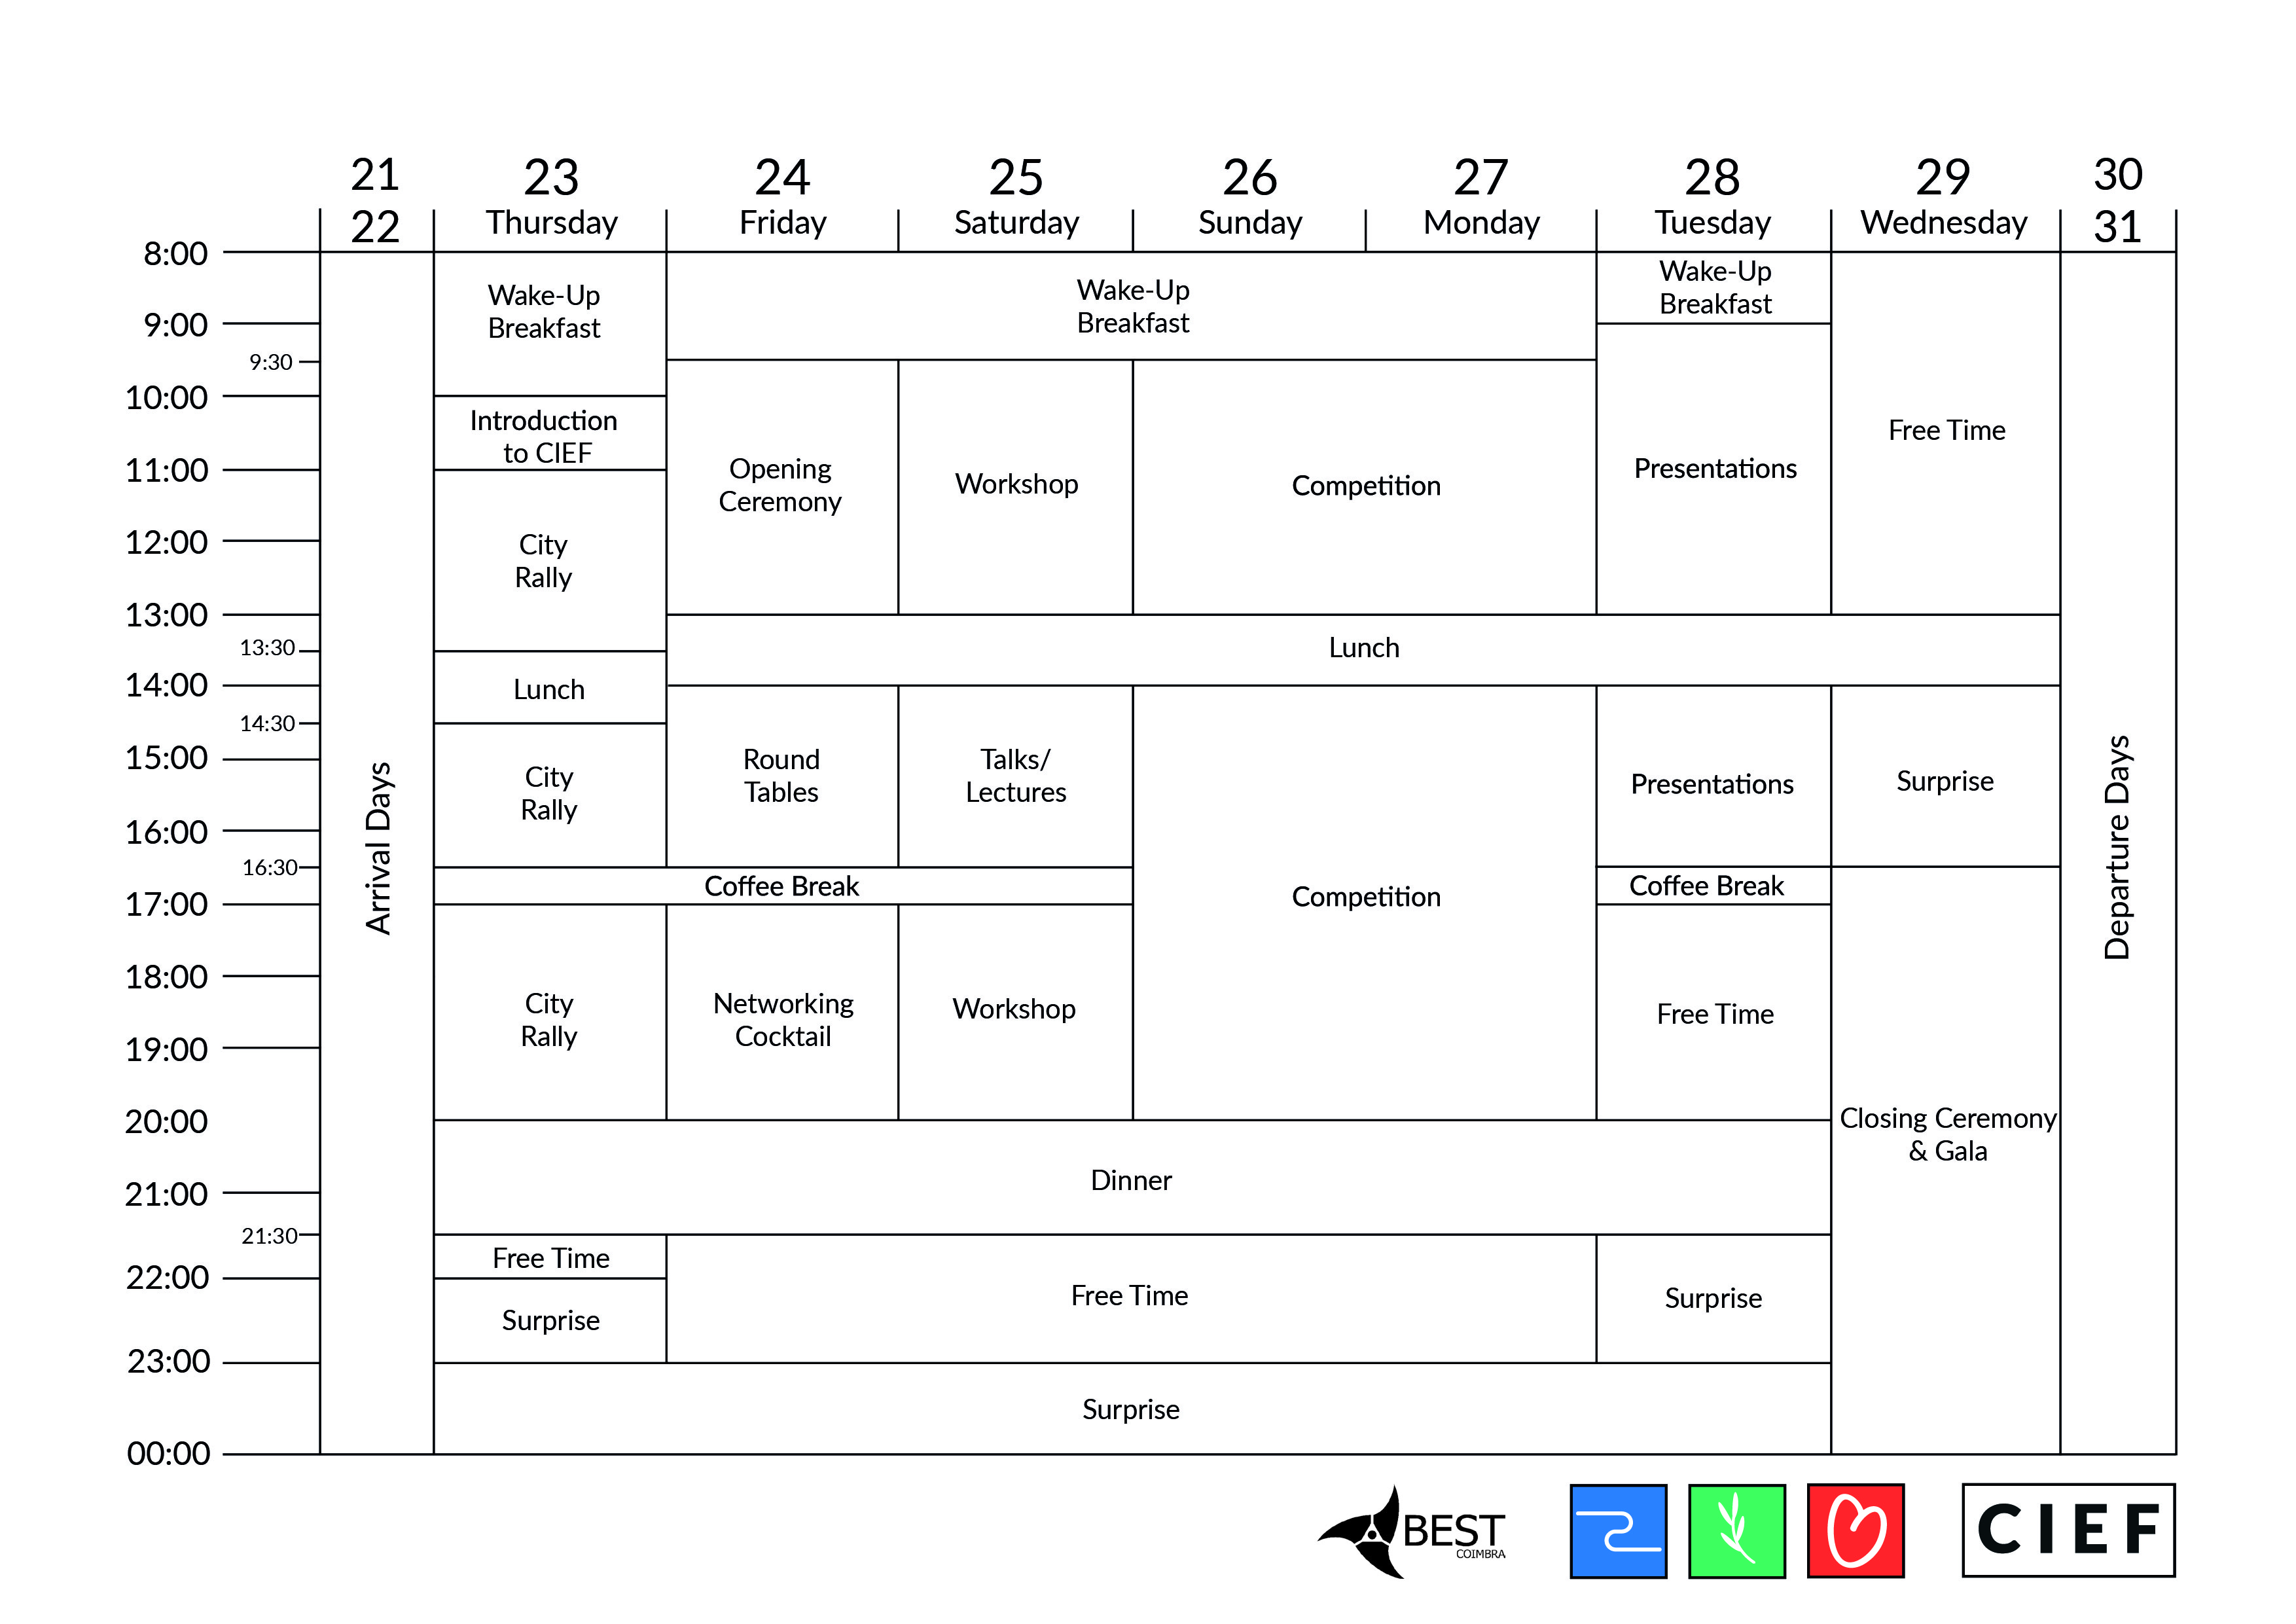 21 23 24 25 26 27 28 29 30
22 Thursday Friday Saturday Sunday Monday Tuesday Wednesday 31
8:00
9:00
9:30
10:00
11:00
12:00
13:00
13:30
14:00
14:30
15:00
16:00
16:30
17:00
18:00
19:00
20:00
21:00
21:30
22:00
23:00
00:00
Arrival Days
Wake-Up
Breakfast
Introduction
to CIEF
City
Rally
Lunch
City
Rally
Coffee Break
City
Rally
Free Time
Surprise
Wake-Up
Breakfast
Opening
Ceremony
Workshop
Competition
Wake-Up
Breakfast
Presentations
Free Time
Lunch
Round
Tables
Talks/
Lectures
Competition
Presentations
Surprise
Coffee Break
Networking
Cocktail
Workshop
Free Time
Closing Ceremony
& Gala
Dinner
Free Time
Surprise
Surprise
Departure Days
BEST
COIMBRA
CIEF